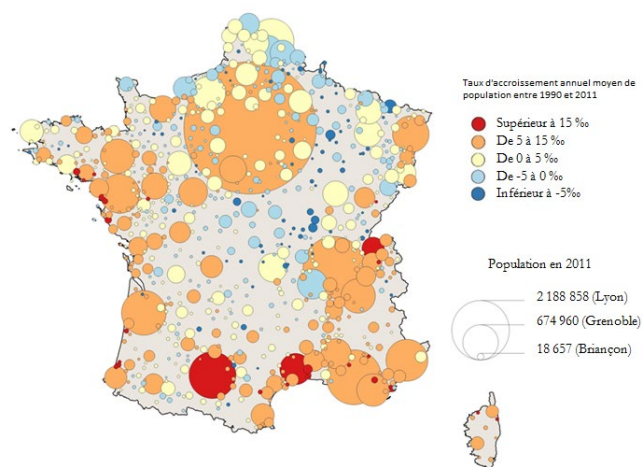 Taux d'accroissement annuel moyen de
population entre 1990 et 2011
Supérieur à 15 ‰
De 5 à 15 ‰
De 0 à 5 ‰
De -5 à 0 ‰
Inférieur à -5‰
Population en 2011
2 188 858 (Lyon)
674 960 (Grenoble)
18 657 (Briançon)